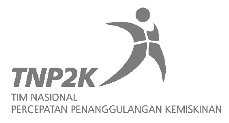 TNP2K
TIM NASIONAL
PERCEPATAN PENANGGULANGAN KEMISKINAN